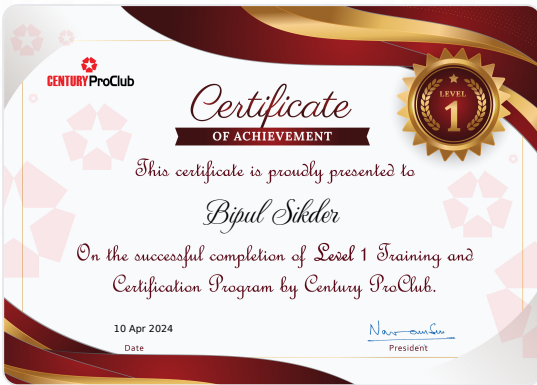 CENTURY ProClub
LEVEL
1
Certificate
OF ACHIEVEMENT
This certificate is proudly presented to
Bipul Sikder
On the successful completion of Level 1 Training and
Certification Program by Century ProClub.
10 Apr 2024
Date
President